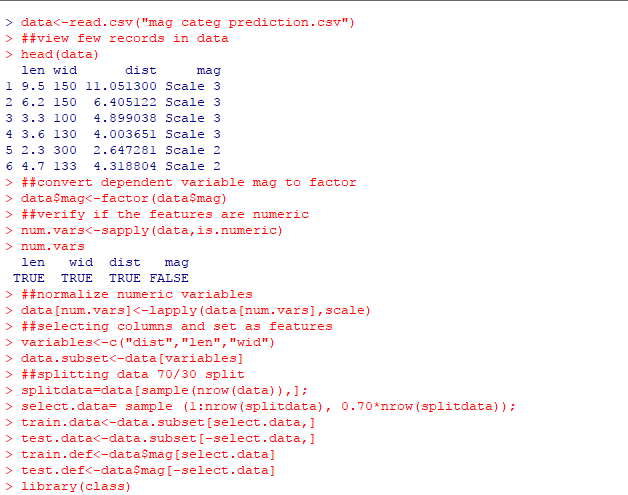 > data<-read.csv("mag categ prediction.csv")
> ##view few records in data
> head(data)
  len wid      dist     mag
1 9.5 150 11.051300 Scale 3
2 6.2 150  6.405122 Scale 3
3 3.3 100  4.899038 Scale 3
4 3.6 130  4.003651 Scale 3
5 2.3 300  2.647281 Scale 2
6 4.7 133  4.318804 Scale 2
> ##convert dependent variable mag to factor
> data$mag<-factor(data$mag)
> ##verify if the features are numeric
> num.vars<-sapply(data,is.numeric)
> num.vars
  len   wid  dist   mag
 TRUE  TRUE  TRUE FALSE
> ##normalize numeric variables
> data[num.vars]<-lapply(data[num.vars],scale)
> ##selecting columns and set as features
> variables<-c("dist","len","wid")
> data.subset<-data[variables]
> ##splitting data 70/30 split
> splitdata=data[sample(nrow(data)),];
> select.data= sample (1:nrow(splitdata), 0.70*nrow(splitdata));
> train.data<-data.subset[select.data,]
> test.data<-data.subset[-select.data,]
> train.def<-data$mag[select.data]
> test.def<-data$mag[-select.data]
> library(class)